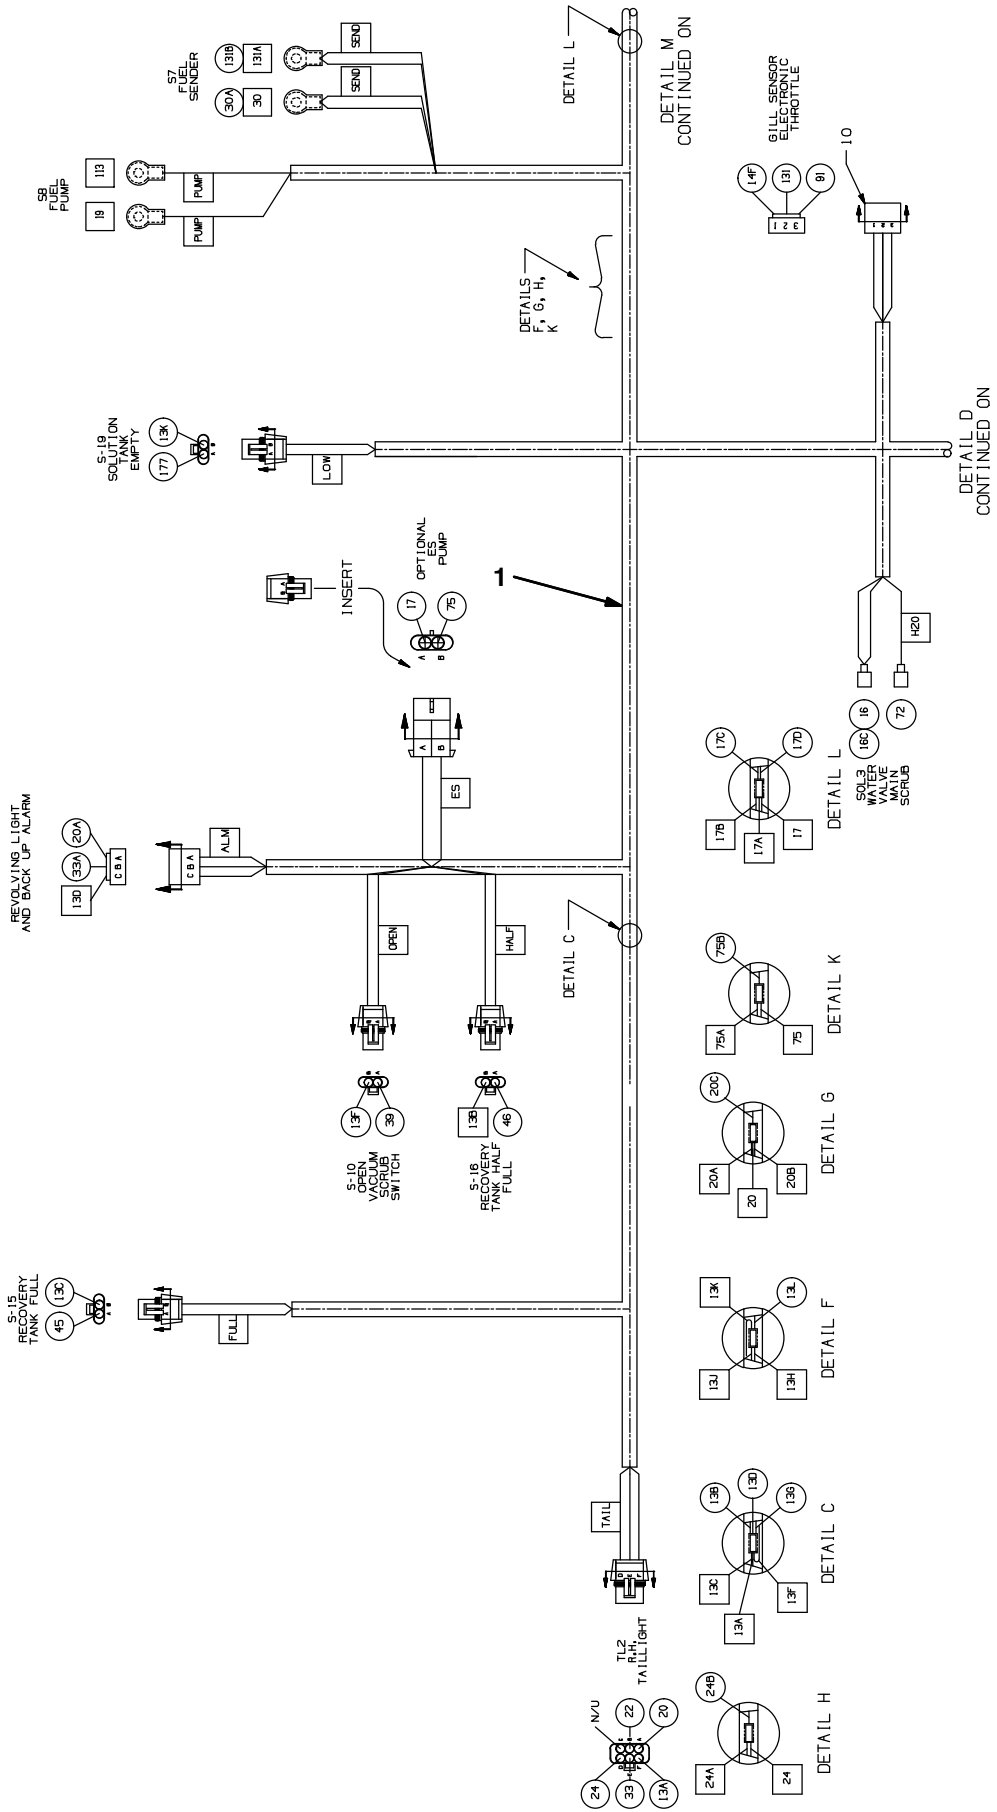 S8
FUEL
PUMP
19
113
PUMP
PUMP
S7
FUEL
SENDER
30A
131B
30
131A
SEND
SEND
DETAIL L
DETAIL M
CONTINUED ON
DETAILS
F, G, H,
K
GILL SENSOR
ELECTRONIC
THROTTLE
14F
131
91
3 2 1
10
1 2 3
S-19
SOLUTION
TANK
EMPTY
177
13K
A B
A B
LOW
DETAIL D
CONTINUED ON
INSERT
OPTIONAL
ES
PUMP
17
75
A
B
1
REVOLVING LIGHT
AND BACK UP ALARM
13D
33A
20A
C B A
C B A
ALM
A
B
ES
OPEN
HALF
B A
B A
13F
39
S-10
OPEN
VACUUM
SCRUB
SWITCH
B A
B A
13B
46
S-16
RECOVERY
TANK HALF
FULL
DETAIL C
H20
16
16C
72
SOL3
WATER
VALVE
MAIN
SCRUB
17C
17D
17B
17A
17
DETAIL L
75B
75A
75
DETAIL K
20C
20A
20
20B
DETAIL G
S-15
RECOVERY
TANK FULL
45
13C
A B
FULL
13K
13L
13J
13H
DETAIL F
TAIL
D E F
TL2
R.H.
TAILLIGHT
13B
13D
13G
13C
13A
13F
DETAIL C
N/U
22
20
24
33
13A
C B A
D E F
24B
24A
24
DETAIL H